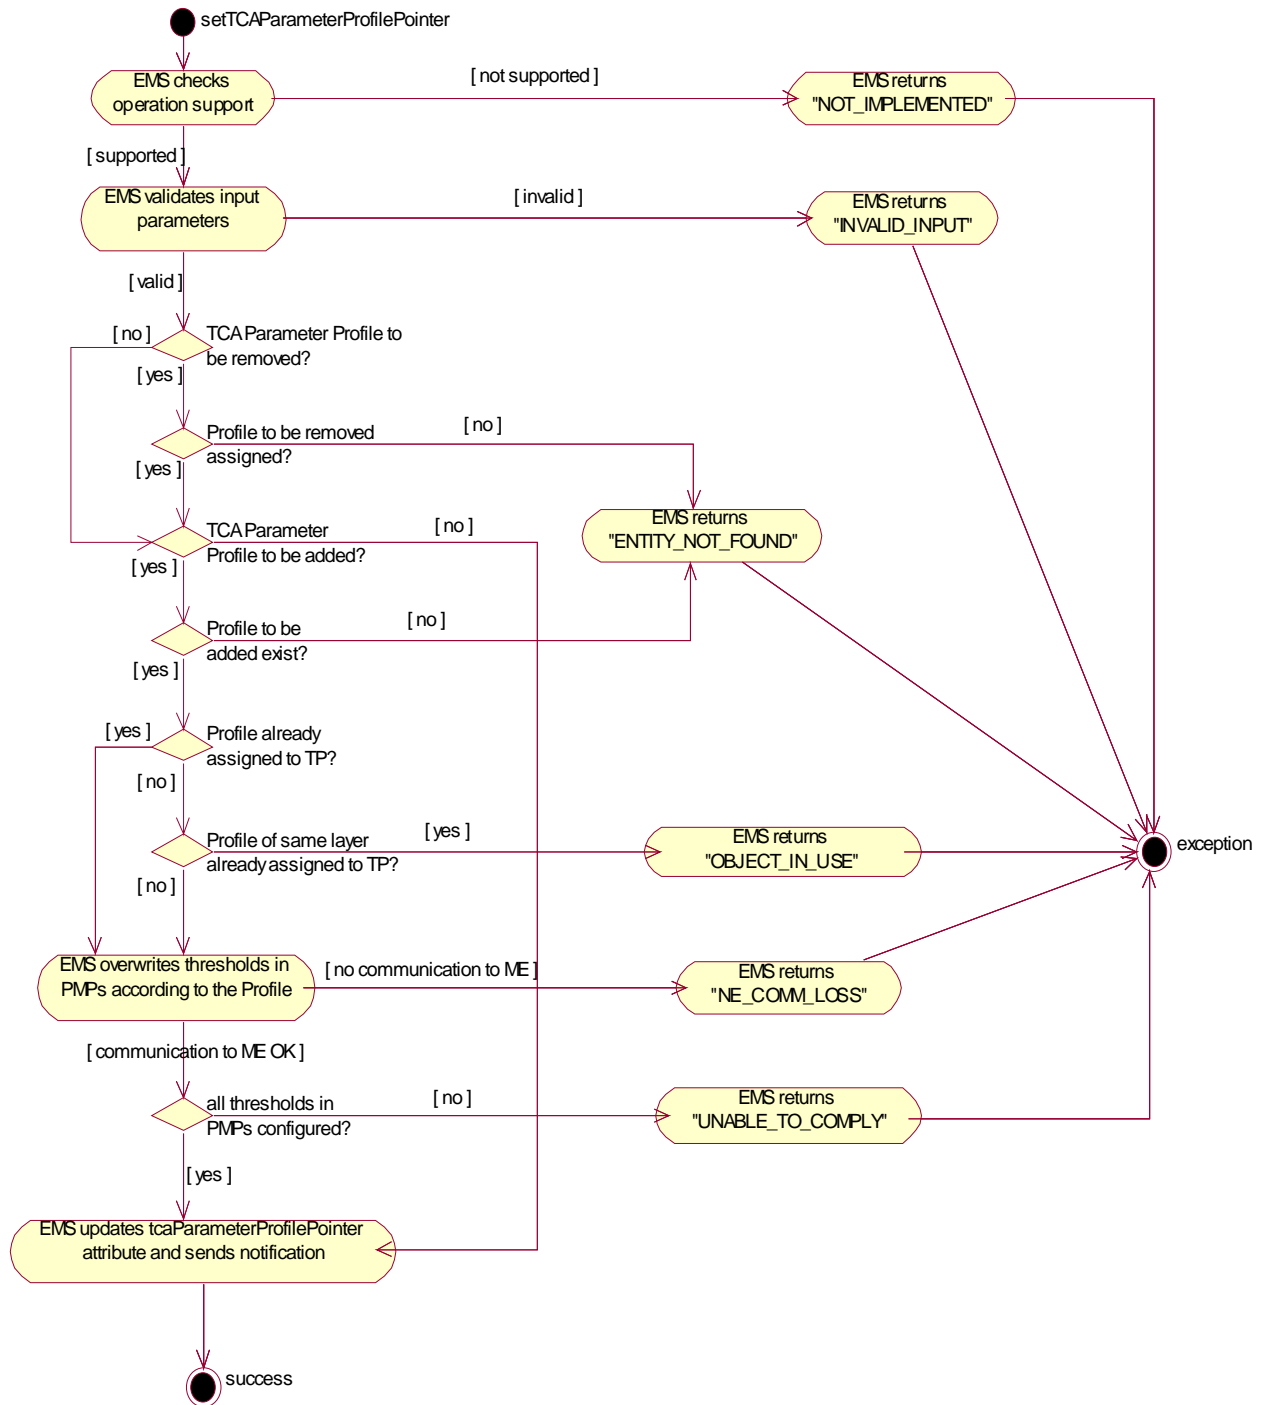 setTCAParameterProfilePointer
EMS checks
operation support
[ not supported ]
EMS returns
"NOT_IMPLEMENTED"
[ supported ]
EMS validates input
parameters
[ invalid ]
EMS returns
"INVALID_INPUT"
[ valid ]
[ no ]
TCA Parameter Profile to
be removed?
[ yes ]
Profile to be removed
assigned?
[ no ]
[ yes ]
EMS returns
"ENTITY_NOT_FOUND"
TCA Parameter
Profile to be added?
[ no ]
[ yes ]
Profile to be
added exist?
[ no ]
[ yes ]
[ yes ]
Profile already
assigned to TP?
[ no ]
Profile of same layer
already assigned to TP?
[ yes ]
EMS returns
"OBJECT_IN_USE"
exception
[ no ]
EMS overwrites thresholds in
PMPs according to the Profile
[ no communication to ME ]
EMS returns
"NE_COMM_LOSS"
[ communication to ME OK ]
all thresholds in
PMPs configured?
[ no ]
EMS returns
"UNABLE_TO_COMPLY"
[ yes ]
EMS updates tcaParameterProfilePointer
attribute and sends notification
success